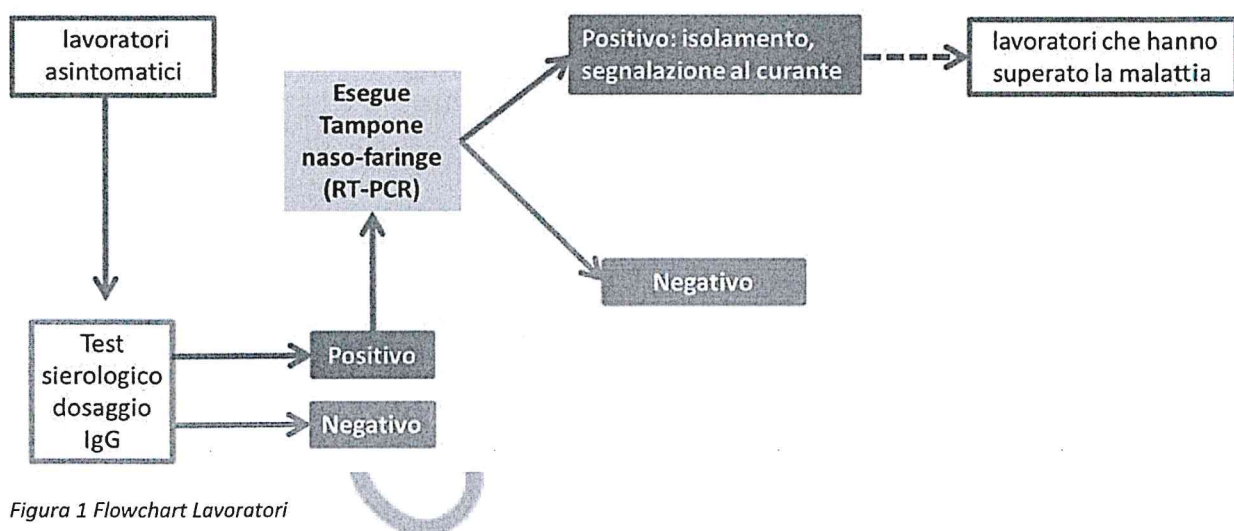 lavoratori
asintomatici
Test
sierologico
dosaggio
IgG
Positivo
Negativo
Esegue
Tampone
naso-faringe
(RT-PCR)
Positivo: isolamento,
segnalazione al curante
Negativo
lavoratori che hanno
superato la malattia
Figura 1 Flowchart Lavoratori